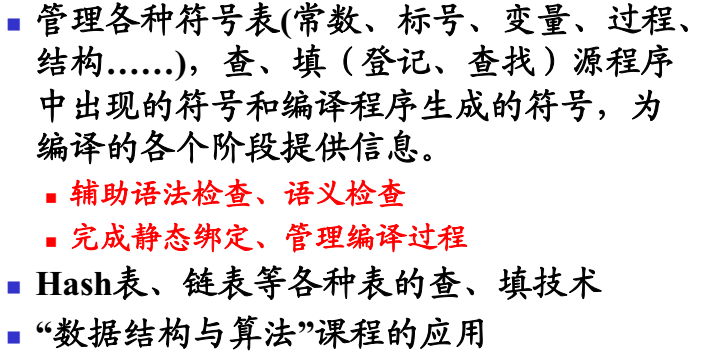 管理各种符号表(常数、标号、变量、过程、
结构……)，查、填（登记、查找）源程序
中出现的符号和编译程序生成的符号，为
编译的各个阶段提供信息。
辅助语法检查、语义检查
完成静态绑定、管理编译过程
Hash表、链表等各种表的查、填技术
“数据结构与算法”课程的应用